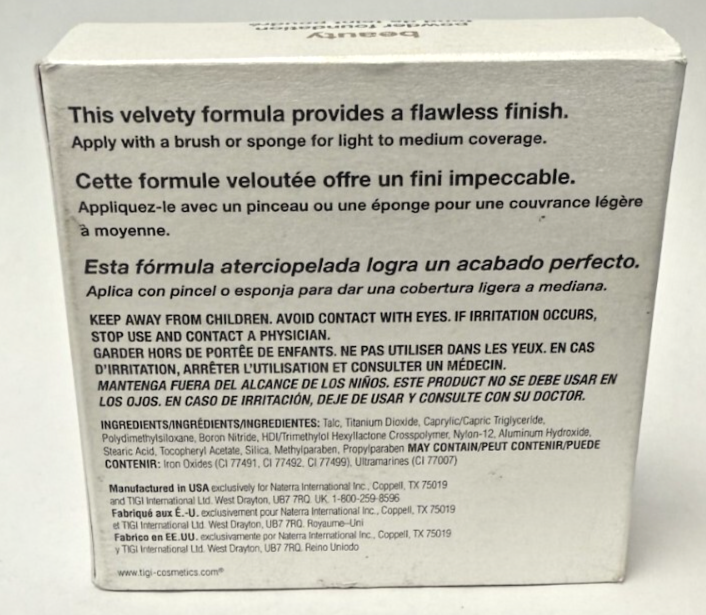 beauty
powder foundation
fond de teint poudre
This velvety formula provides a flawless finish.
Apply with a brush or sponge for light to medium coverage.
Cette formule veloutée offre un fini impeccable.
Appliquez-le avec un pinceau ou une éponge pour une couvrance légère
à moyenne.
Esta fórmula aterciopelada logra un acabado perfecto.
Aplica con pincel o esponja para dar una cobertura ligera a mediana.
KEEP AWAY FROM CHILDREN. AVOID CONTACT WITH EYES. IF IRRITATION OCCURS,
STOP USE AND CONTACT A PHYSICIAN.
GARDER HORS DE PORTÊE DE ENFANTS. NE PAS UTILISER DANS LES YEUX. EN CAS
D'IRRITATION, ARRÊTER L'UTILISATION ET CONSULTER UN MÉDECIN.
MANTENGA FUERA DEL ALCANCE DE LOS NIÑOS. ESTE PRODUCT NO SE DEBE USAR EN
LOS OJOS. EN CASO DE IRRITACIÓN, DEJE DE USAR Y CONSULTE CON SU DOCTOR.
INGREDIENTS/INGRÉDIENTS/INGREDIENTES: Talc, Titanium Dioxide, Caprylic/Capric Triglyceride,
Polydimethylsiloxane, Boron Nitride, HDI/Trimethylol Hexyllactone Crosspolymer, Nylon-12, Aluminum Hydroxide,
Stearic Acid, Tocopheryl Acetate, Silica, Methylparaben, Propylparaben MAY CONTAIN/PEUT CONTENIR/PUEDE
CONTENIR: Iron Oxides (CI 77491, CI 77492, CI 77499), Ultramarines (CI 77007)
Manufactured in USA exclusively for Naterra International Inc., Coppell, TX 75019
and TIGI International Ltd. West Drayton, UB7 7RQ. UK. 1-800-259-8596
Fabriqué aux É.-U. exclusivement pour Naterra International Inc., Coppell, TX 75019
et TIGI International Ltd. West Drayton, UB7 7RQ. Royaume-Uni
Fabrico en EE.UU. exclusivamente por Naterra International Inc., Coppell, TX 75019
y TIGI International Ltd. West Drayton, UB7 7RQ. Reino Uniodo
www.tigi-cosmetics.com®